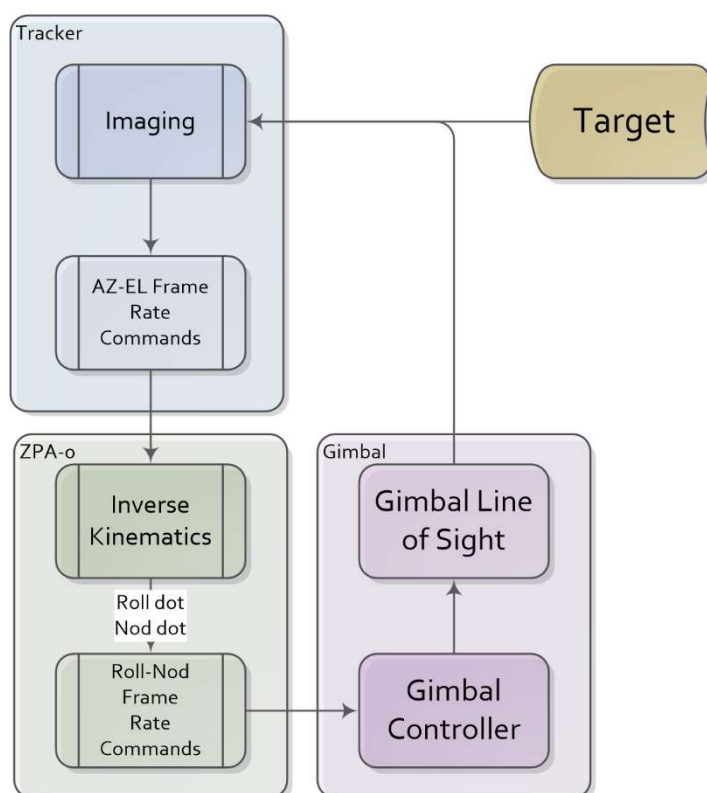 Tracker
Imaging
Target
AZ-EL Frame
Rate
Commands
ZPA-o
Inverse
Kinematics
Roll dot
Nod dot
Roll-Nod
Frame
Rate
Commands
Gimbal
Gimbal Line
of Sight
Gimbal
Controller